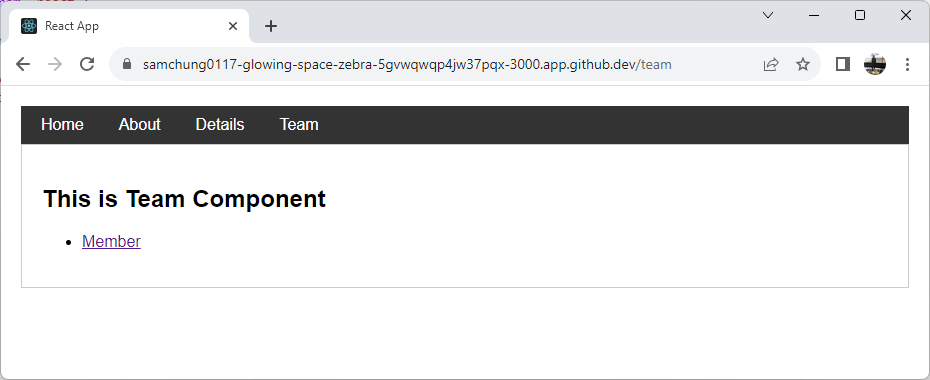 React App
samchung0117-glowing-space-zebra-5gvwqwqp4jw37pqx-3000.app.github.dev/team
Home About Details Team
This is Team Component
Member